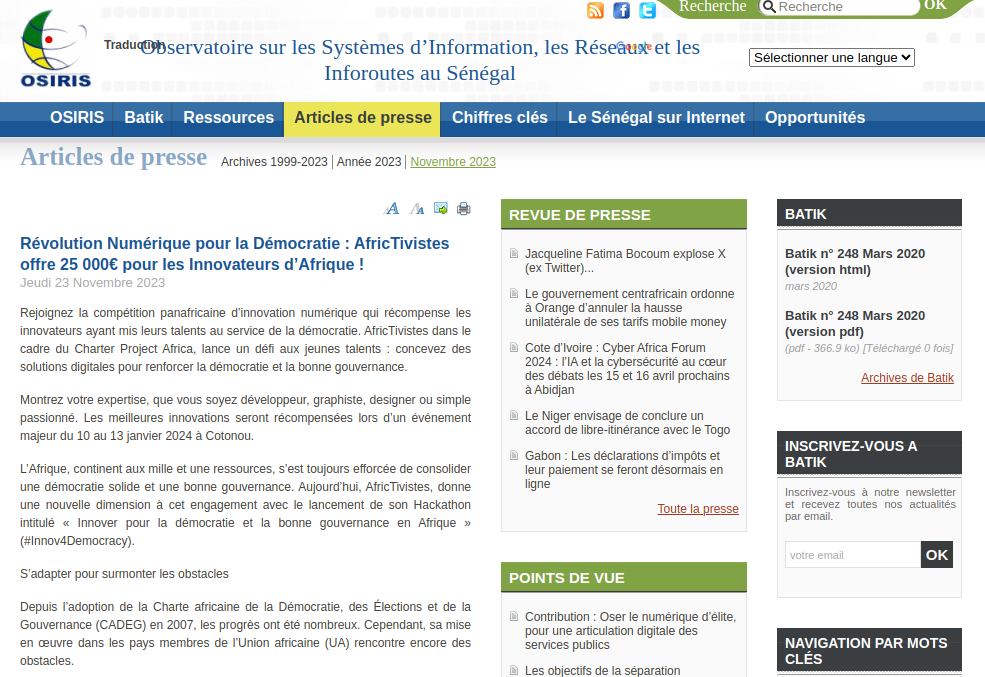 Recherche
Recherche
OK
OSIRIS
Traduction
Observatoire sur les Systèmes d’Information, les Réseaux et les
Inforoutes au Sénégal
Google
Sélectionner une langue
OSIRIS
Batik
Ressources
Articles de presse
Chiffres clés
Le Sénégal sur Internet
Opportunités
Articles de presse
Archives 1999-2023 | Année 2023 | Novembre 2023
Révolution Numérique pour la Démocratie : AfricTivistes
offre 25 000€ pour les Innovateurs d’Afrique !
Jeudi 23 Novembre 2023
Rejoignez la compétition panafricaine d’innovation numérique qui récompense les
innovateurs ayant mis leurs talents au service de la démocratie. AfricTivistes dans le
cadre du Charter Project Africa, lance un défi aux jeunes talents : concevez des
solutions digitales pour renforcer la démocratie et la bonne gouvernance.
Montrez votre expertise, que vous soyez développeur, graphiste, designer ou simple
passionné. Les meilleures innovations seront récompensées lors d’un événement
majeur du 10 au 13 janvier 2024 à Cotonou.
L’Afrique, continent aux mille et une ressources, s’est toujours efforcée de consolider
une démocratie solide et une bonne gouvernance. Aujourd’hui, AfricTivistes, donne
une nouvelle dimension à cet engagement avec le lancement de son Hackathon
intitulé « Innover pour la démocratie et la bonne gouvernance en Afrique »
(#Innov4Democracy).
S’adapter pour surmonter les obstacles
Depuis l’adoption de la Charte africaine de la Démocratie, des Élections et de la
Gouvernance (CADEG) en 2007, les progrès ont été nombreux. Cependant, sa mise
en œuvre dans les pays membres de l’Union africaine (UA) rencontre encore des
obstacles.
REVUE DE PRESSE
Jacqueline Fatima Bocoum explose X
(ex Twitter)...
Le gouvernement centrafricain ordonne
à Orange d’annuler la hausse
unilatérale de ses tarifs mobile money
Cote d’Ivoire : Cyber Africa Forum
2024 : l’IA et la cybersécurité au cœur
des débats les 15 et 16 avril prochains
à Abidjan
Le Niger envisage de conclure un
accord de libre-itinérance avec le Togo
Gabon : Les déclarations d’impôts et
leur paiement se feront désormais en
ligne
Toute la presse
POINTS DE VUE
Contribution : Oser le numérique d’élite,
pour une articulation digitale des
services publics
Les objectifs de la séparation
BATIK
Batik n° 248 Mars 2020
(version html)
mars 2020
Batik n° 248 Mars 2020
(version pdf)
(pdf - 366.9 ko) [Téléchargé 0 fois]
Archives de Batik
INSCRIVEZ-VOUS A
BATIK
Inscrivez-vous à notre newsletter
et recevez toutes nos actualités
par email.
votre email
OK
NAVIGATION PAR MOTS
CLÉS